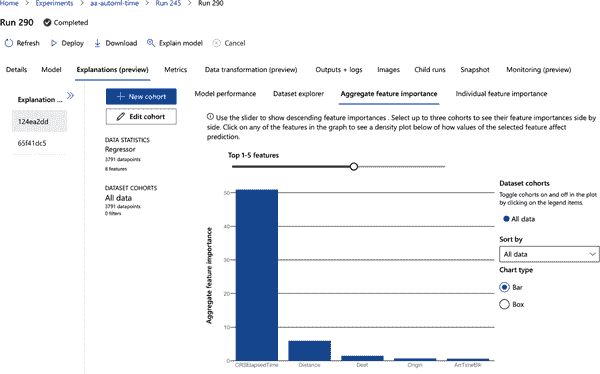 Home > Experiments > aa-automl-time > Run 245 > Run 290
Run 290 Completed
Refresh Deploy Download Explain model Cancel
Details Model Explanations (preview) Metrics Data transformation (preview) Outputs + logs Images Child runs Snapshot Monitoring (preview)
Explanation ...
124ea2dd
65f41dc5
+ New cohort
Edit cohort
DATA STATISTICS
Regressor
3791 datapoints
8 features
DATASET COHORTS
All data
3791 datapoints
0 filters
Model performance Dataset explorer Aggregate feature importance Individual feature importance
Use the slider to show descending feature importances . Select up to three cohorts to see their feature importances side by
side. Click on any of the features in the graph to see a density plot below of how values of the selected feature affect
prediction.
Top 1-5 features
Aggregate feature importance
50
40
30
20
10
0
CRSElapsedTime Distance Dest Origin ArrTimeBlk
Dataset cohorts
Toggle cohorts on and off in the plot
by clicking on the legend items.
All data
Sort by
All data
Chart type
Bar
Box